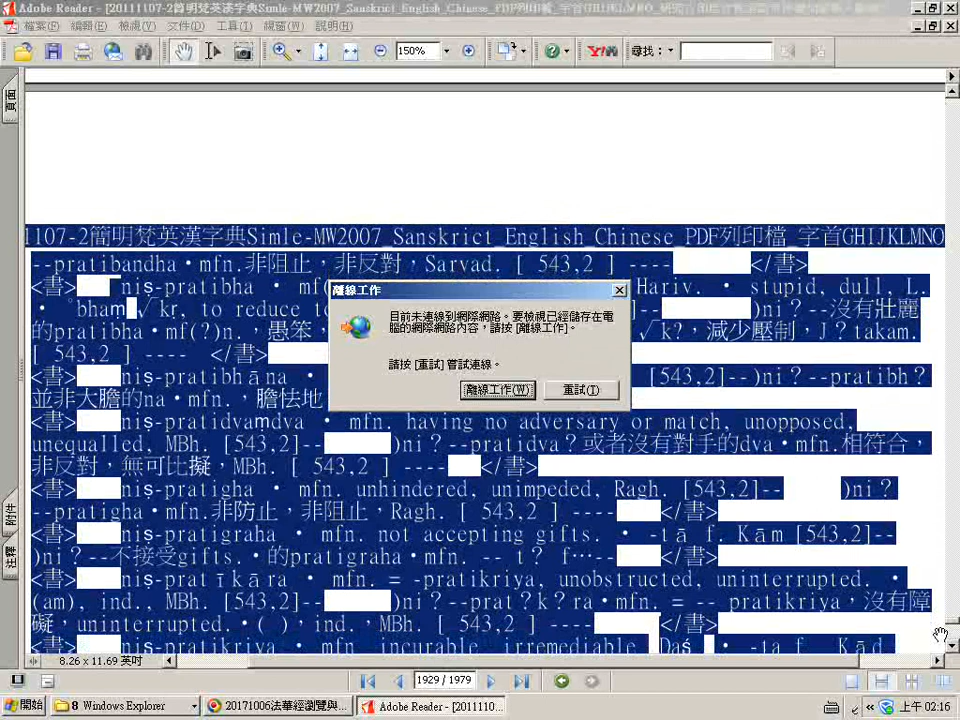 Adobe Reader - [20111107-2簡明梵英漢字典Simle-MW2007_Sanskrict_English_Chinese_PDF列印檔_字首GHIJKLMNO
檔案(F) 編輯(E) 檢視(V) 文件(D) 工具(T) 視窗(W) 說明(H)
150% Y! 尋找:
頁面
1107-2簡明梵英漢字典Simle-MW2007_Sanskrict_English_Chinese_PDF列印檔_字首GHIJKLMNO
--pratibandha·mfn.非阻止,非反對,Sarvad. [ 543,2 ] ---- </書>
<書> niṣ-pratibha · mf( Hariv. · stupid, dull, L.
· °bhaṃ √kṛ, to reduce t )ni?--沒有壯麗
的pratibha·mf(?)n.,愚笨 √k?,減少壓制,J?takam.
[ 543,2 ] ---- </書>
<書> niṣ-pratibhāna · [543,2]--)ni?--pratibh?
並非大膽的na·mfn.,膽怯地
<書> niṣ-pratidvaṃdva · mfn. having no adversary or match, unopposed,
unequalled, MBh. [543,2]-- )ni?--pratidva?或者沒有對手的dva·mfn.相符合,
非反對,無可比擬,MBh. [ 543,2 ] ---- </書>
<書> niṣ-pratigha · mfn. unhindered, unimpeded, Ragh. [543,2]-- )ni?
--pratigha·mfn.非防止,非阻止,Ragh. [ 543,2 ] ---- </書>
<書> niṣ-pratigraha · mfn. not accepting gifts. · -tā f. Kām [543,2]--
)ni?--不接受gifts.·的pratigraha·mfn. -- t? f…-- </書>
<書> niṣ-pratīkāra · mfn. = -pratikriya, unobstructed, uninterrupted. ·
(am), ind., MBh. [543,2]-- )ni?--prat?k?ra·mfn. = -- pratikriya,沒有障
礙,uninterrupted.·( ),ind.,MBh. [ 543,2 ] ---- </書>
<書> niṣ-pratikriya · mfn. incurable, irremediable, Daś · -ta f. Kād
離線工作
目前未連線到網際網路。要檢視已經儲存在電
腦的網際網路內容,請按 [離線工作]。
請按 [重試] 嘗試連線。
離線工作(W) 重試(T)
附件
注釋
8.26 x 11.69 英吋
1929 / 1979
開始 8 Windows Explorer 20171006法華經瀏覽與... Adobe Reader - [2011110... 上午 02:16